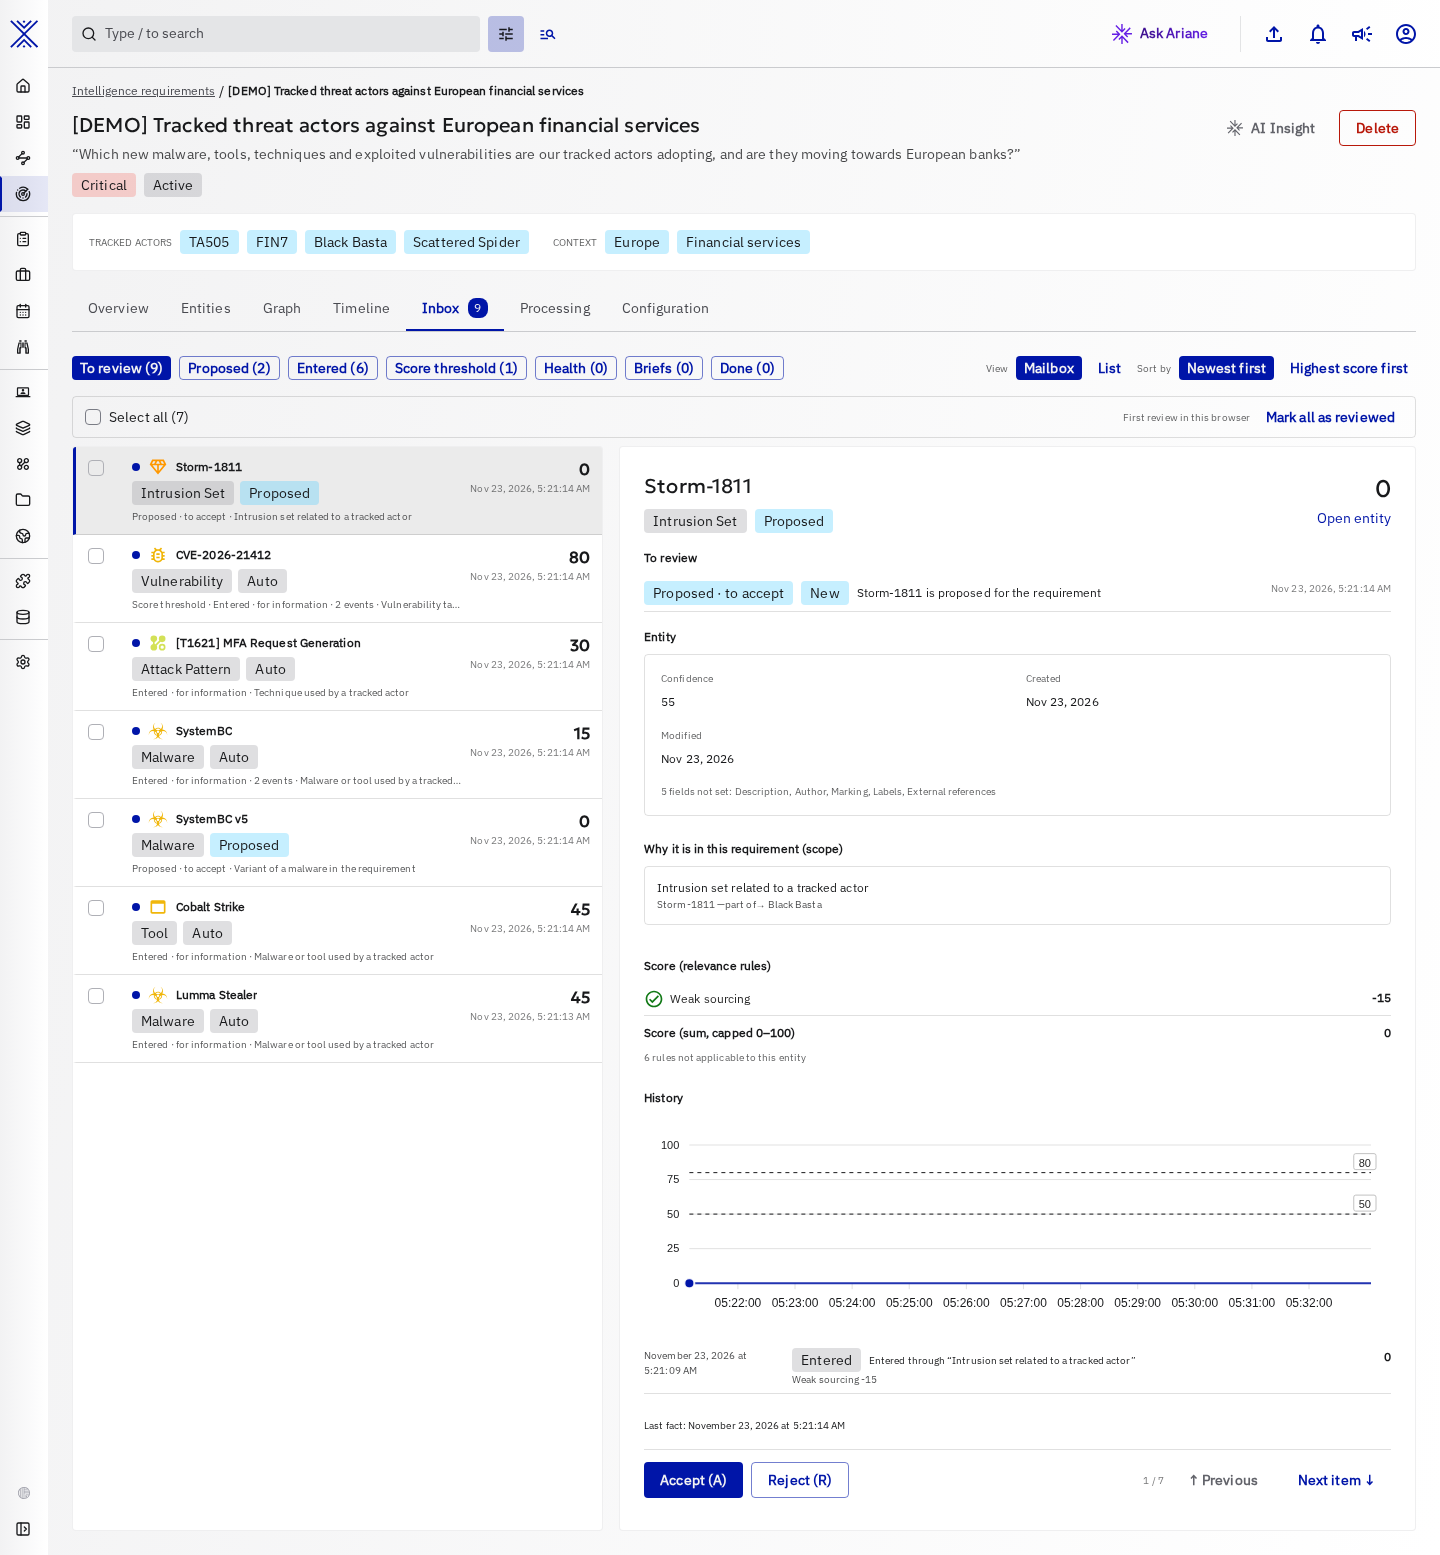 Type / to search
Ask Ariane
Intelligence requirements / [DEMO] Tracked threat actors against European financial services
[DEMO] Tracked threat actors against European financial services
AI Insight
Delete
“Which new malware, tools, techniques and exploited vulnerabilities are our tracked actors adopting, and are they moving towards European banks?”
Critical
Active
TRACKED ACTORS
TA505
FIN7
Black Basta
Scattered Spider
CONTEXT
Europe
Financial services
Overview
Entities
Graph
Timeline
Inbox
9
Processing
Configuration
To review (9)
Proposed (2)
Entered (6)
Score threshold (1)
Health (0)
Briefs (0)
Done (0)
View
Mailbox
List
Sort by
Newest first
Highest score first
Select all (7)
First review in this browser
Mark all as reviewed
Storm-1811
0
Intrusion Set
Proposed
Nov 23, 2026, 5:21:14 AM
Proposed · to accept · Intrusion set related to a tracked actor
CVE-2026-21412
80
Vulnerability
Auto
Nov 23, 2026, 5:21:14 AM
Score threshold · Entered · for information · 2 events · Vulnerability ta...
[T1621] MFA Request Generation
30
Attack Pattern
Auto
Nov 23, 2026, 5:21:14 AM
Entered · for information · Technique used by a tracked actor
SystemBC
15
Malware
Auto
Nov 23, 2026, 5:21:14 AM
Entered · for information · 2 events · Malware or tool used by a tracked...
SystemBC v5
0
Malware
Proposed
Nov 23, 2026, 5:21:14 AM
Proposed · to accept · Variant of a malware in the requirement
Cobalt Strike
45
Tool
Auto
Nov 23, 2026, 5:21:14 AM
Entered · for information · Malware or tool used by a tracked actor
Lumma Stealer
45
Malware
Auto
Nov 23, 2026, 5:21:13 AM
Entered · for information · Malware or tool used by a tracked actor
Storm-1811
0
Intrusion Set
Proposed
Open entity
To review
Proposed · to accept
New
Storm-1811 is proposed for the requirement
Nov 23, 2026, 5:21:14 AM
Entity
Confidence
Created
55
Nov 23, 2026
Modified
Nov 23, 2026
5 fields not set: Description, Author, Marking, Labels, External references
Why it is in this requirement (scope)
Intrusion set related to a tracked actor
Storm-1811 —part of→ Black Basta
Score (relevance rules)
Weak sourcing
-15
Score (sum, capped 0–100)
0
6 rules not applicable to this entity
History
100
80
75
50
50
25
0
05:22:00 05:23:00 05:24:00 05:25:00 05:26:00 05:27:00 05:28:00 05:29:00 05:30:00 05:31:00 05:32:00
November 23, 2026 at
5:21:09 AM
Entered
Entered through “Intrusion set related to a tracked actor”
0
Weak sourcing -15
Last fact: November 23, 2026 at 5:21:14 AM
Accept (A)
Reject (R)
1 / 7
↑ Previous
Next item ↓